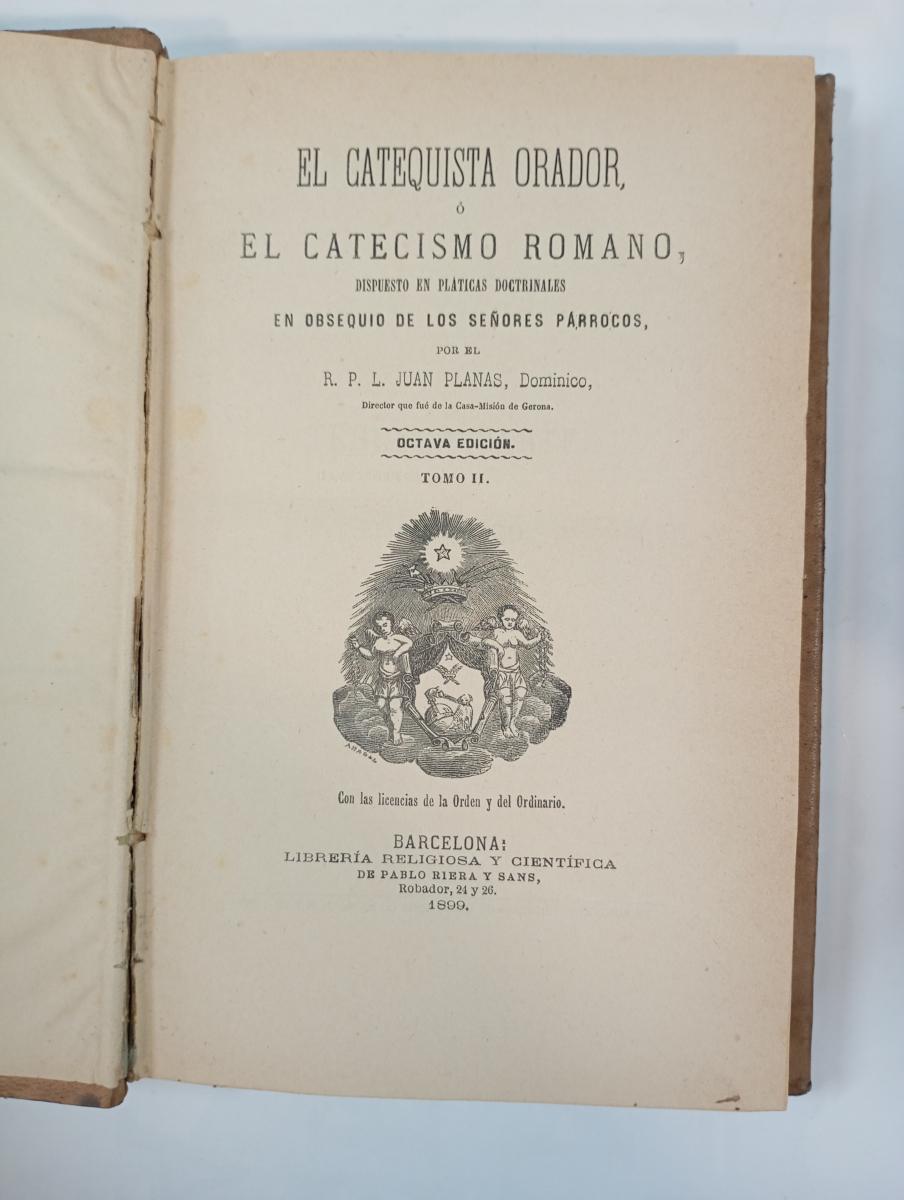 EL CATEQUISTA ORADOR,
ó
EL CATECISMO ROMANO,
DISPUESTO EN PLÁTICAS DOCTRINALES
EN OBSEQUIO DE LOS SEÑORES PÁRROCOS,
POR EL
R. P. L. JUAN PLANAS, Dominico,
Director que fué de la Casa-Misión de Gerona.
OCTAVA EDICIÓN.
TOMO II.
Con las licencias de la Orden y del Ordinario.
BARCELONA:
LIBRERÍA RELIGIOSA Y CIENTÍFICA
DE PABLO RIERA Y SANS,
Robador, 24 y 26.
1899.